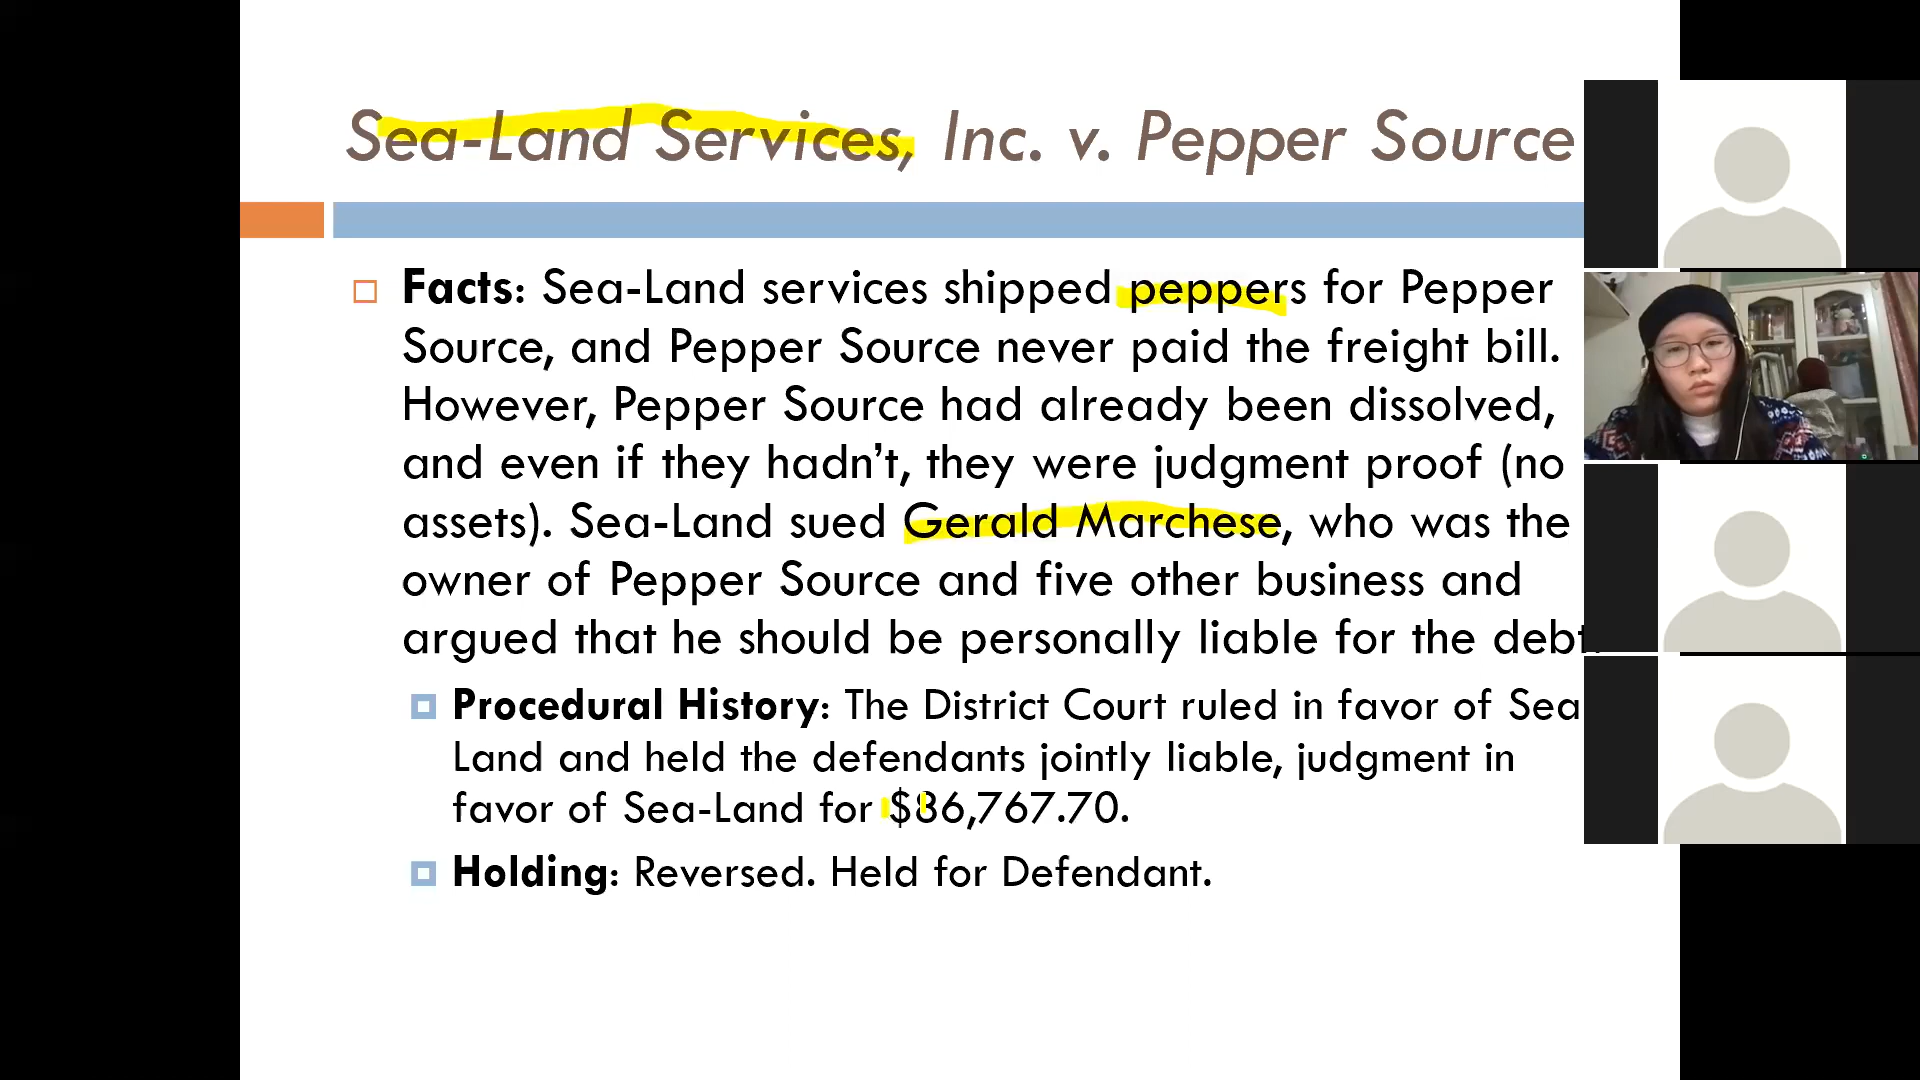 Sea-Land Services, Inc. v. Pepper Source
Facts: Sea-Land services shipped peppers for Pepper
Source, and Pepper Source never paid the freight bill.
However, Pepper Source had already been dissolved,
and even if they hadn’t, they were judgment proof (no
assets). Sea-Land sued Gerald Marchese, who was the
owner of Pepper Source and five other business and
argued that he should be personally liable for the debt.
Procedural History: The District Court ruled in favor of Sea
Land and held the defendants jointly liable, judgment in
favor of Sea-Land for $86,767.70.
Holding: Reversed. Held for Defendant.